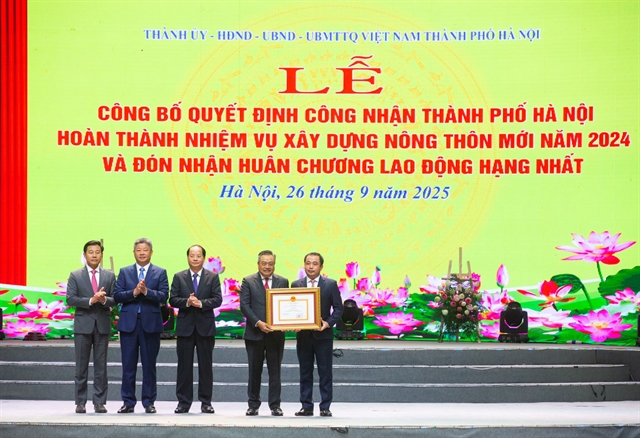 THÀNH ỦY - HĐND - UBND - UBMTTQ VIỆT NAM THÀNH PHỐ HÀ NỘI
LỄ
CÔNG BỐ QUYẾT ĐỊNH CÔNG NHẬN THÀNH PHỐ HÀ NỘI
HOÀN THÀNH NHIỆM VỤ XÂY DỰNG NÔNG THÔN MỚI NĂM 2024
VÀ ĐÓN NHẬN HUÂN CHƯƠNG LAO ĐỘNG HẠNG NHẤT
Hà Nội, 26 tháng 9 năm 2025